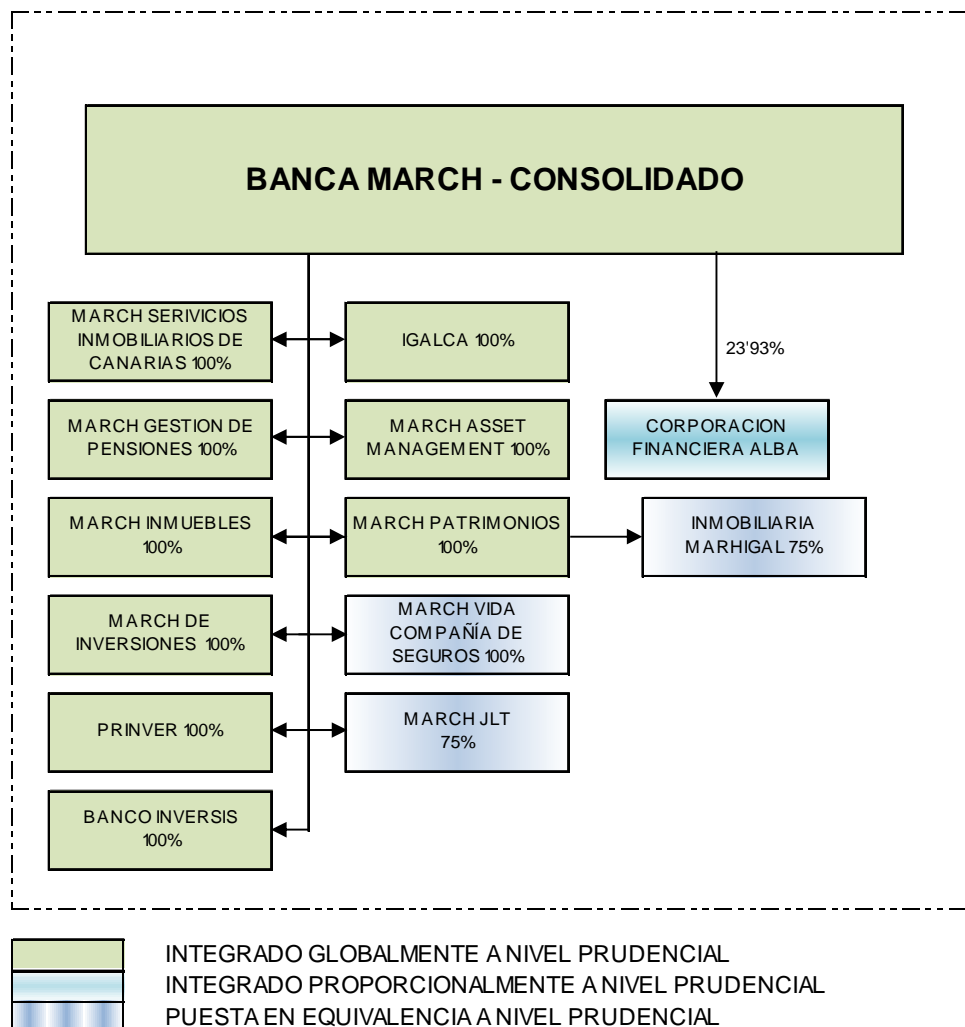 BANCA MARCH - CONSOLIDADO
MARCH SERIVICIOS
INMOBILIARIOS DE
CANARIAS 100%
IGALCA 100%
23'93%
MARCH GESTION DE
PENSIONES 100%
MARCH ASSET
MANAGEMENT 100%
CORPORACION
FINANCIERA ALBA
MARCH INMUEBLES
100%
MARCH PATRIMONIOS
100%
INMOBILIARIA
MARHIGAL 75%
MARCH DE
INVERSIONES 100%
MARCH VIDA
COMPAÑÍA DE
SEGUROS 100%
PRINVER 100%
MARCH JLT
75%
BANCO INVERSIS
100%
INTEGRADO GLOBALMENTE A NIVEL PRUDENCIAL
INTEGRADO PROPORCIONALMENTE A NIVEL PRUDENCIAL
PUESTA EN EQUIVALENCIA A NIVEL PRUDENCIAL